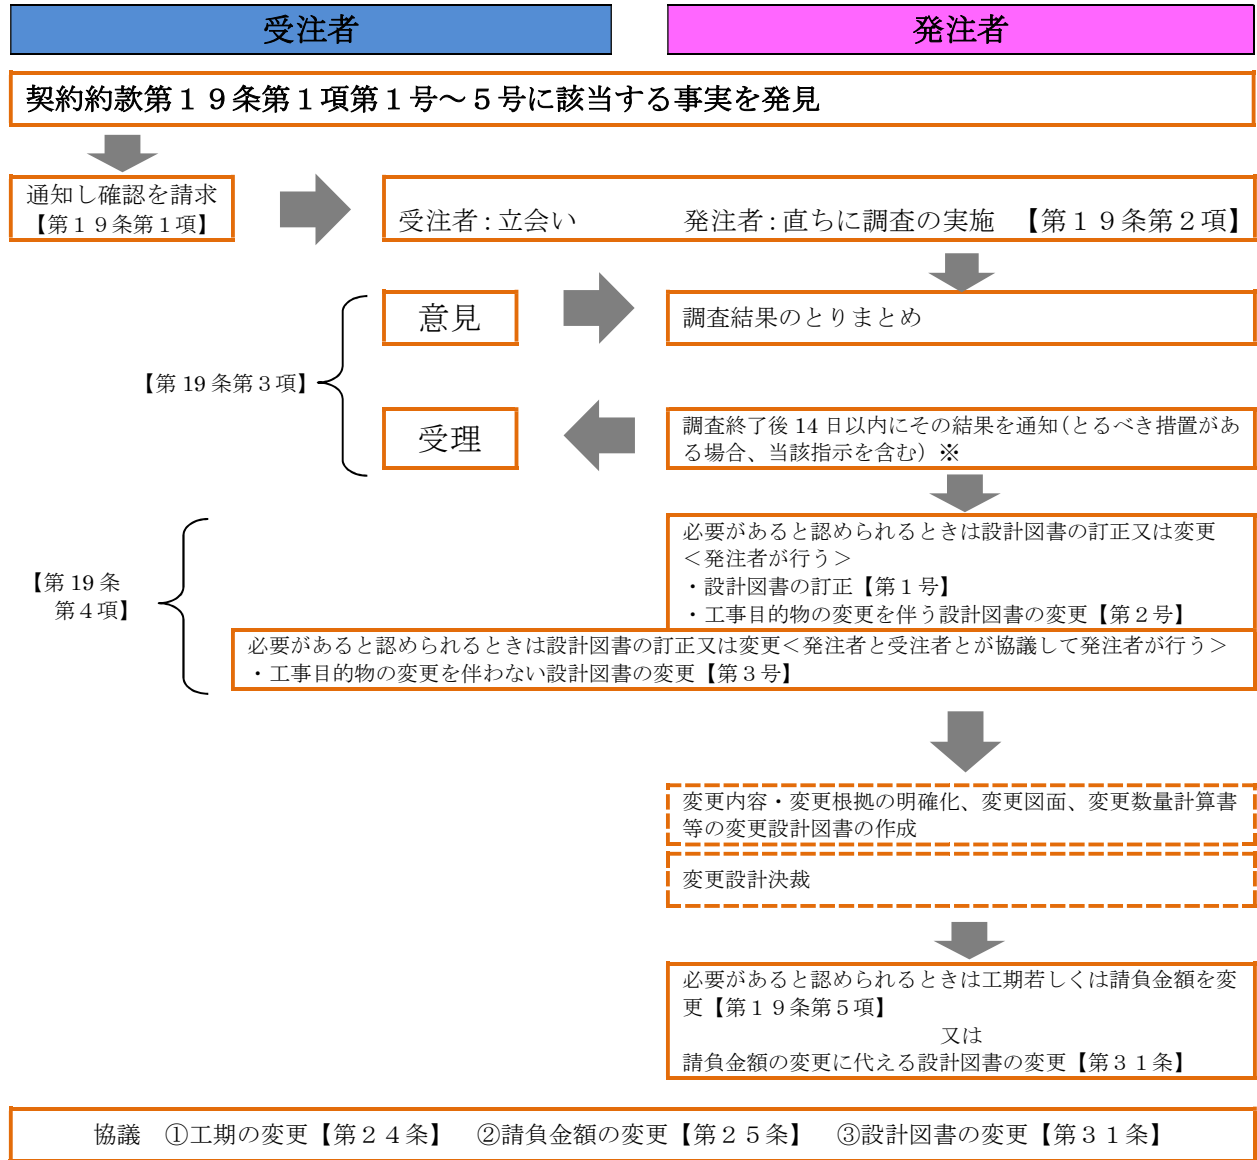 受注者
発注者
契約約款第１９条第１項第１号～５号に該当する事実を発見
通知し確認を請求
【第１９条第１項】
受注者：立会い　　　　発注者：直ちに調査の実施　【第１９条第２項】
意見
調査結果のとりまとめ
【第 19 条第３項】
受理
調査終了後 14 日以内にその結果を通知（とるべき措置があ
る場合、当該指示を含む）※
必要があると認められるときは設計図書の訂正又は変更
＜発注者が行う＞
・設計図書の訂正【第１号】
・工事目的物の変更を伴う設計図書の変更【第２号】
【第 19 条
第４項】
必要があると認められるときは設計図書の訂正又は変更＜発注者と受注者とが協議して発注者が行う＞
・工事目的物の変更を伴わない設計図書の変更【第３号】
変更内容・変更根拠の明確化、変更図面、変更数量計算書
等の変更設計図書の作成
変更設計決裁
必要があると認められるときは工期若しくは請負金額を変
更【第１９条第５項】
又は
請負金額の変更に代える設計図書の変更【第３１条】
協議　①工期の変更【第２４条】　②請負金額の変更【第２５条】　③設計図書の変更【第３１条】